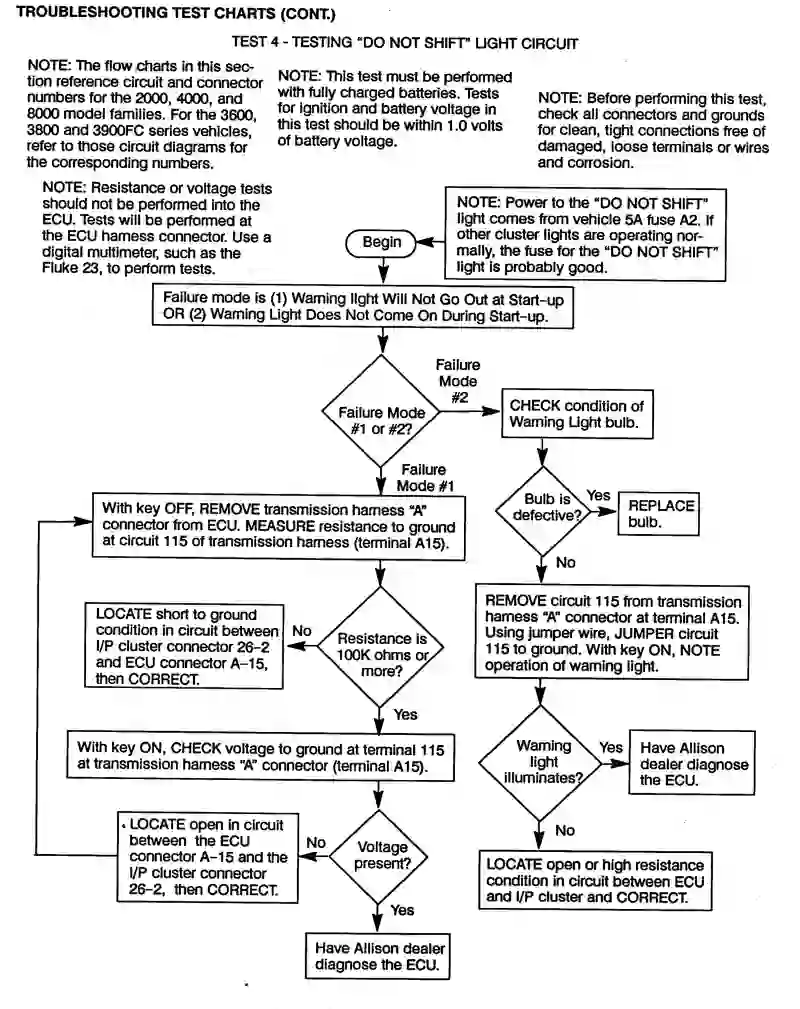 TROUBLESHOOTING TEST CHARTS (CONT.)
TEST 4 - TESTING "DO NOT SHIFT" LIGHT CIRCUIT
NOTE: The flow charts in this sec-
tion reference circuit and connector
numbers for the 2000, 4000, and
8000 model families. For the 3600,
3800 and 3900FC series vehicles,
refer to those circuit diagrams for
the corresponding numbers.
NOTE: This test must be performed
with fully charged batteries. Tests
for ignition and battery voltage in
this test should be within 1.0 volts
of battery voltage.
NOTE: Before performing this test,
check all connectors and grounds
for clean, tight connections free of
damaged, loose terminals or wires
and corrosion.
NOTE: Resistance or voltage tests
should not be performed into the
ECU. Tests will be performed at
the ECU harness connector. Use a
digital multimeter, such as the
Fluke 23, to perform tests.
NOTE: Power to the "DO NOT SHIFT"
light comes from vehicle 5A fuse A2. If
other cluster lights are operating nor-
mally, the fuse for the "DO NOT SHIFT"
light is probably good.
Begin
Failure mode is (1) Warning light Will Not Go Out at Start-up
OR (2) Warning Light Does Not Come On During Start-up.
Failure Mode
#1 or #2?
Failure
Mode
#2
CHECK condition of
Warning Light bulb.
Failure
Mode #1
Bulb is
defective?
Yes
REPLACE
bulb.
No
With key OFF, REMOVE transmission harness "A"
connector from ECU. MEASURE resistance to ground
at circuit 115 of transmission harness (terminal A15).
REMOVE circuit 115 from transmission
harness "A" connector at terminal A15.
Using jumper wire, JUMPER circuit
115 to ground. With key ON, NOTE
operation of warning light.
Resistance is
100K ohms or
more?
No
LOCATE short to ground
condition in circuit between
I/P cluster connector 26-2
and ECU connector A-15,
then CORRECT.
Yes
With key ON, CHECK voltage to ground at terminal 115
at transmission harness "A" connector (terminal A15).
Warning
light
illuminates?
Yes
Have Allison
dealer diagnose
the ECU.
No
LOCATE open or high resistance
condition in circuit between ECU
and I/P cluster and CORRECT.
Voltage
present?
No
LOCATE open in circuit
between the ECU
connector A-15 and the
I/P cluster connector
26-2, then CORRECT.
Yes
Have Allison dealer
diagnose the ECU.